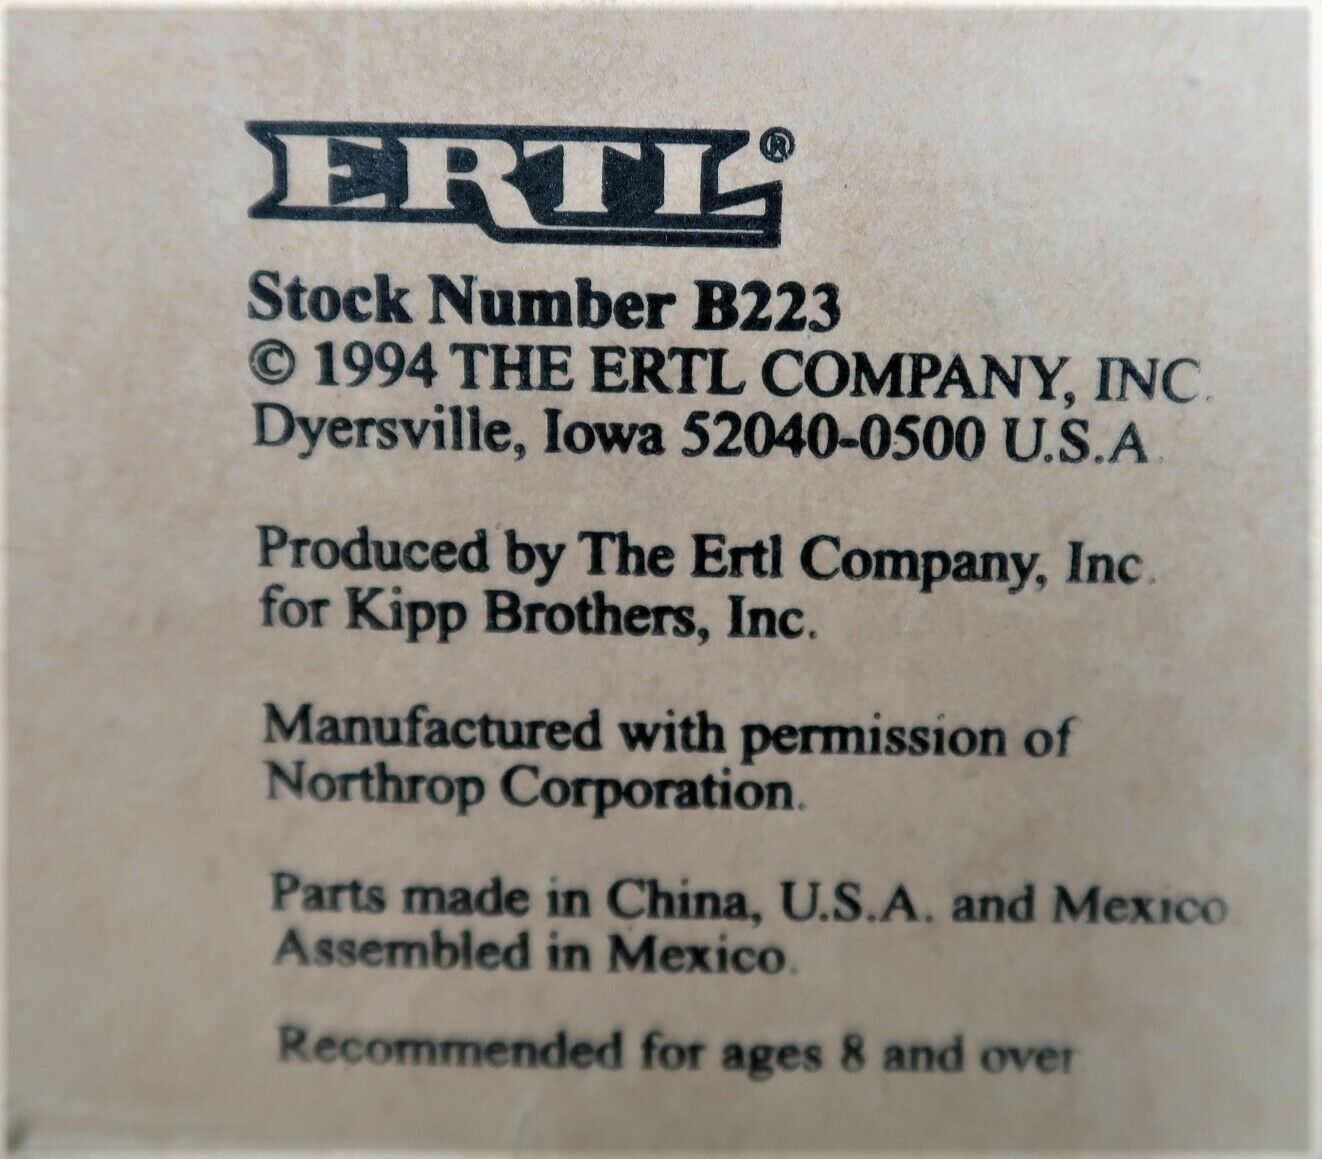 ERTL®
Stock Number B223
© 1994 THE ERTL COMPANY, INC.
Dyersville, Iowa 52040-0500 U.S.A.
Produced by The Ertl Company, Inc.
for Kipp Brothers, Inc.
Manufactured with permission of
Northrop Corporation.
Parts made in China, U.S.A. and Mexico.
Assembled in Mexico.
Recommended for ages 8 and over